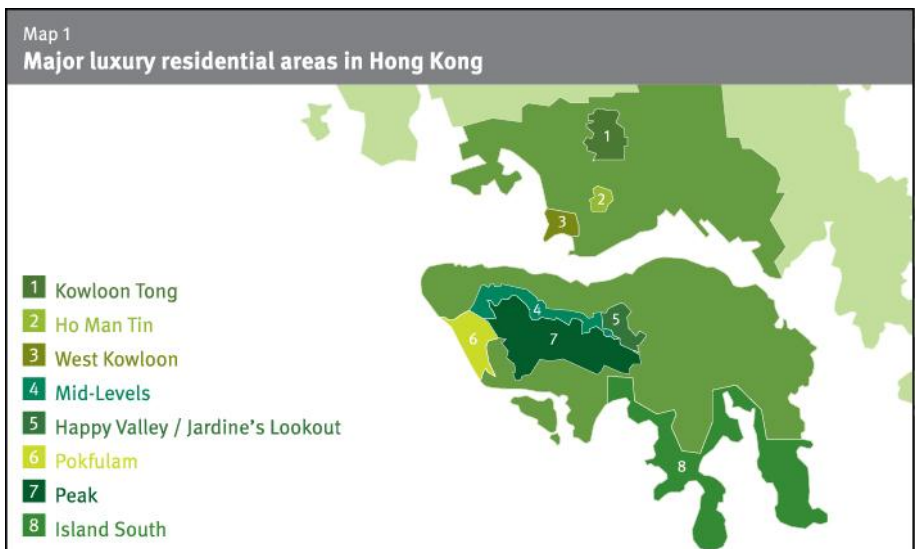 Map 1
Major luxury residential areas in Hong Kong
1
2
3
4
5
6
7
8
1 Kowloon Tong
2 Ho Man Tin
3 West Kowloon
4 Mid-Levels
5 Happy Valley / Jardine's Lookout
6 Pokfulam
7 Peak
8 Island South